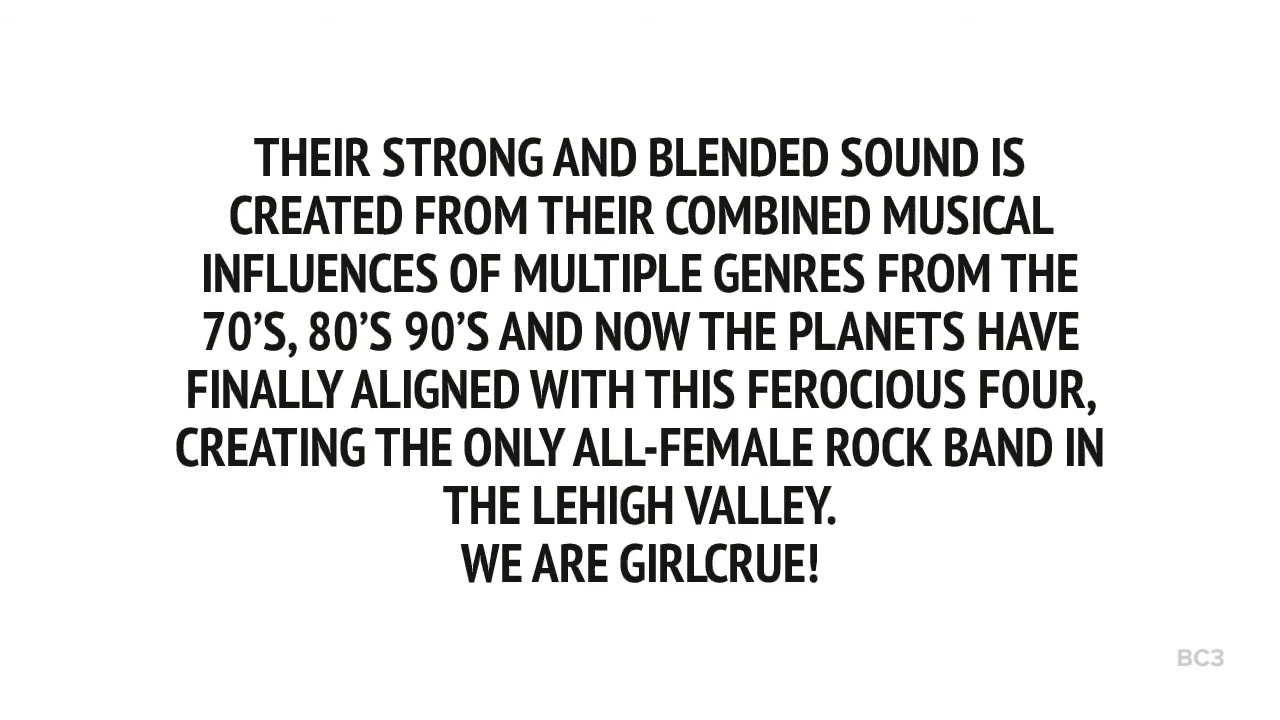 THEIR STRONG AND BLENDED SOUND IS
CREATED FROM THEIR COMBINED MUSICAL
INFLUENCES OF MULTIPLE GENRES FROM THE
70’S, 80’S 90’S AND NOW THE PLANETS HAVE
FINALLY ALIGNED WITH THIS FEROCIOUS FOUR,
CREATING THE ONLY ALL-FEMALE ROCK BAND IN
THE LEHIGH VALLEY.
WE ARE GIRLCRUE!
BC3